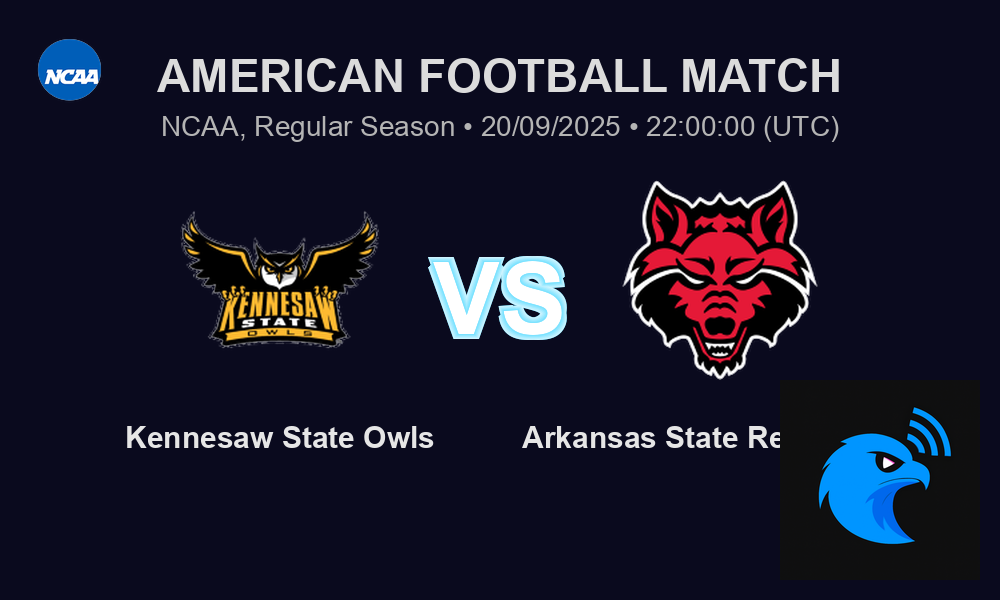 NCAA
AMERICAN FOOTBALL MATCH
NCAA, Regular Season • 20/09/2025 • 22:00:00 (UTC)
KENNESAW
STATE
OWLS
VS
Kennesaw State Owls
Arkansas State Re